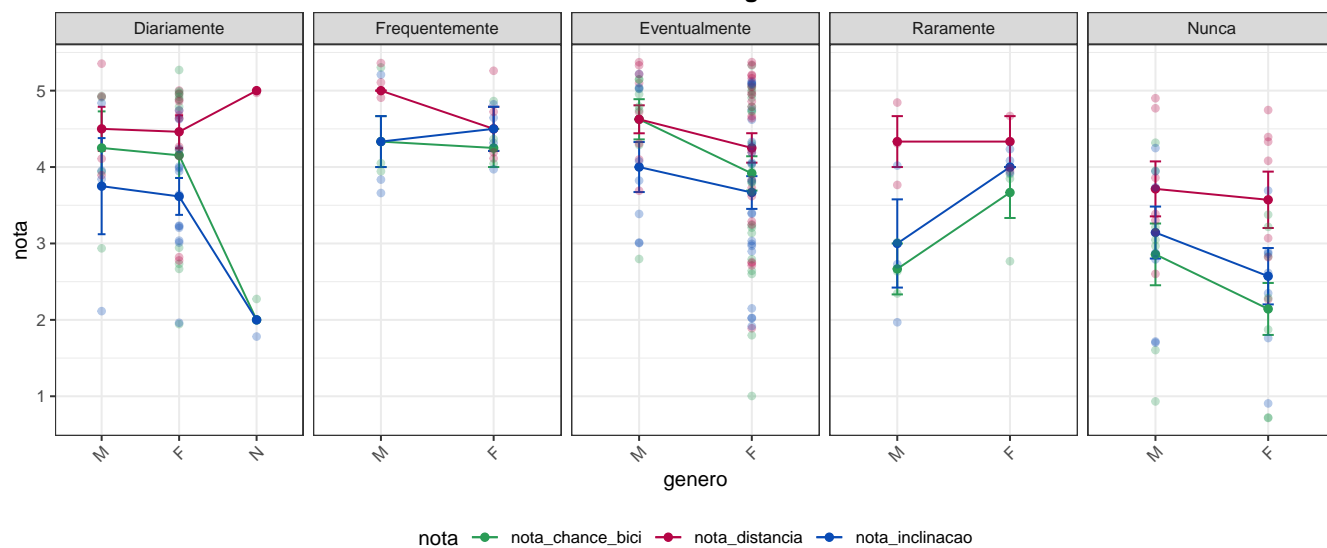 Diariamente Frequentemente Eventualmente Raramente Nunca
5
4
3
2
1
nota
M F N M F M F M F M F
genero
nota nota_chance_bici nota_distancia nota_inclinacao